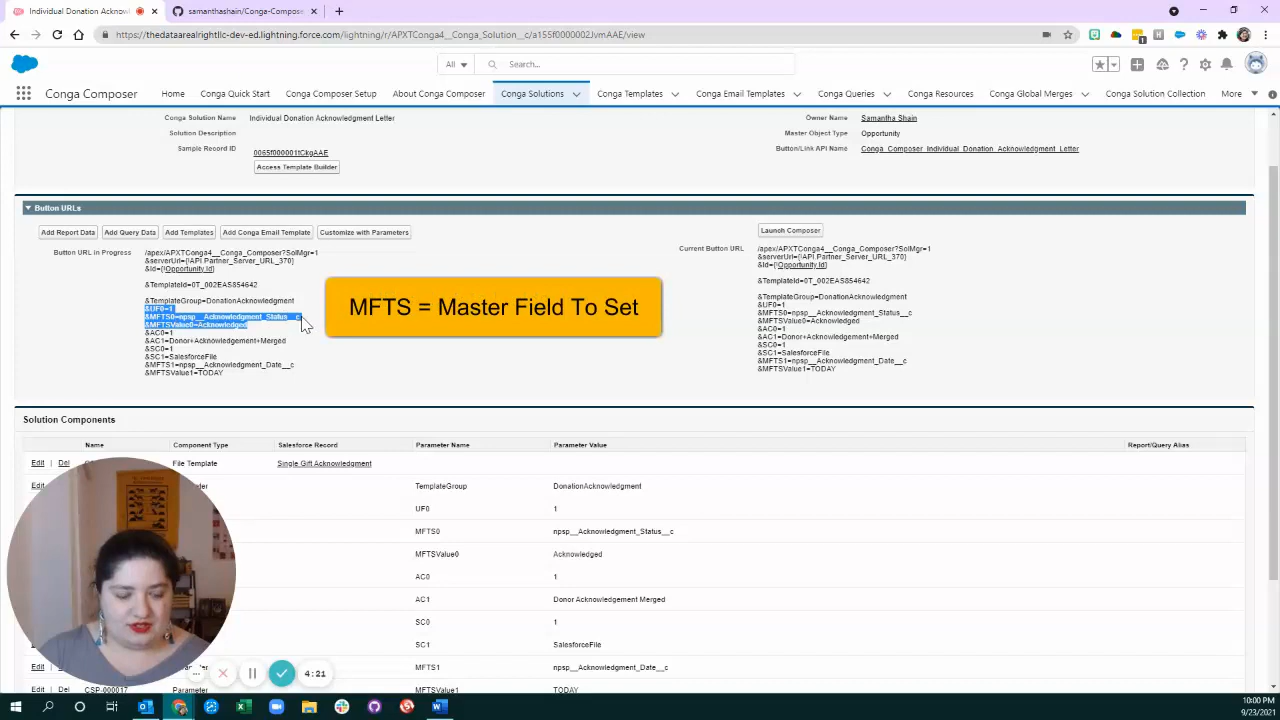 Individual Donation Acknowl
samanthashain/Conga-Compose
https://thedataarealrightllc-dev-ed.lightning.force.com/lightning/r/APXTConga4__Conga_Solution__c/a155f0000002JvmAAE/view
All
Search...
Conga Composer
Home
Conga Quick Start
Conga Composer Setup
About Conga Composer
Conga Solutions
Conga Templates
Conga Email Templates
Conga Queries
Conga Resources
Conga Global Merges
Conga Solution Collection
More
Conga Solution Name
Individual Donation Acknowledgment Letter
Owner Name
Samantha Shain
Solution Description
Master Object Type
Opportunity
Sample Record ID
0065f000001tCkgAAE
Button/Link API Name
Conga_Composer_Individual_Donation_Acknowledgment_Letter
Access Template Builder
Button URLs
Add Report Data
Add Query Data
Add Templates
Add Conga Email Template
Customize with Parameters
Launch Composer
Button URL in Progress
/apex/APXTConga4__Conga_Composer?SolMgr=1
&serverUrl={!API.Partner_Server_URL_370}
&Id={!Opportunity.Id}
&TemplateId=0T_002EAS854642
&TemplateGroup=DonationAcknowledgment
&UF0=1
&MFTS0=npsp__Acknowledgment_Status__c
&MFTSValue0=Acknowledged
&AC0=1
&AC1=Donor+Acknowledgement+Merged
&SC0=1
&SC1=SalesforceFile
&MFTS1=npsp__Acknowledgment_Date__c
&MFTSValue1=TODAY
MFTS = Master Field To Set
Current Button URL
/apex/APXTConga4__Conga_Composer?SolMgr=1
&serverUrl={!API.Partner_Server_URL_370}
&Id={!Opportunity.Id}
&TemplateId=0T_002EAS854642
&TemplateGroup=DonationAcknowledgment
&UF0=1
&MFTS0=npsp__Acknowledgment_Status__c
&MFTSValue0=Acknowledged
&AC0=1
&AC1=Donor+Acknowledgement+Merged
&SC0=1
&SC1=SalesforceFile
&MFTS1=npsp__Acknowledgment_Date__c
&MFTSValue1=TODAY
Solution Components
Name
Component Type
Salesforce Record
Parameter Name
Parameter Value
Report/Query Alias
Edit | Del
File Template
Single Gift Acknowledgment
Edit
TemplateGroup
DonationAcknowledgment
UF0
1
MFTS0
npsp__Acknowledgment_Status__c
MFTSValue0
Acknowledged
AC0
1
AC1
Donor Acknowledgement Merged
SC0
1
SC1
SalesforceFile
Edit
MFTS1
npsp__Acknowledgment_Date__c
Edit | Del
CSP-000017
Parameter
MFTSValue1
TODAY
4:21
10:00 PM
9/23/2021